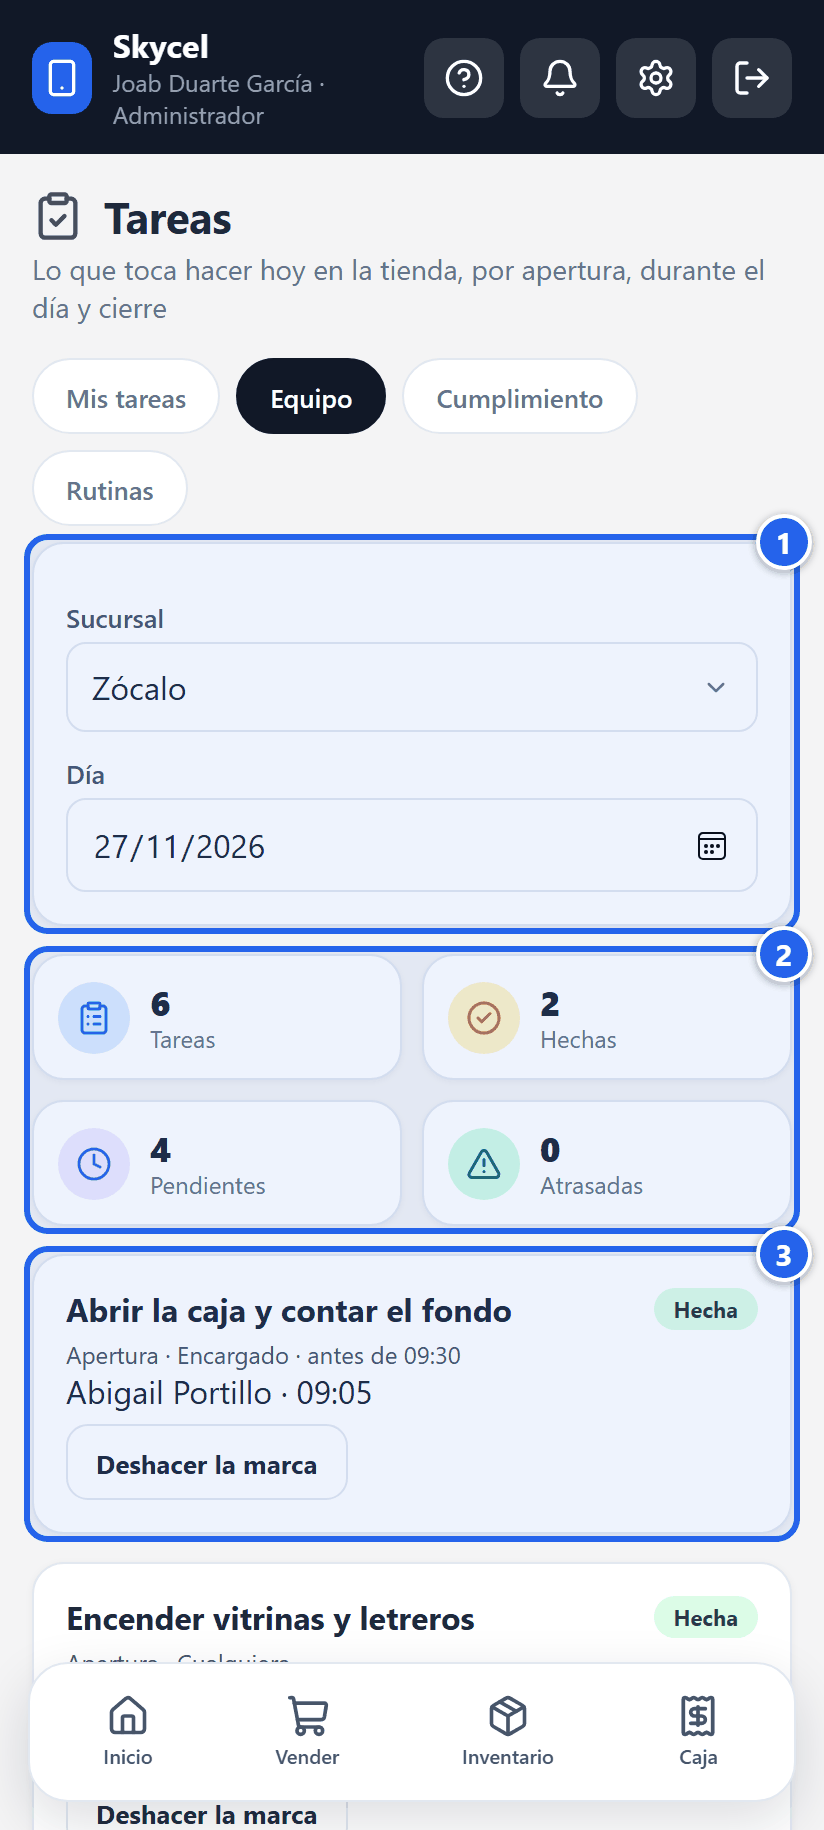 Skycel
Joab Duarte García ·
Administrador
Tareas
Lo que toca hacer hoy en la tienda, por apertura, durante el
día y cierre
Mis tareas
Equipo
Cumplimiento
Rutinas
1
Sucursal
Zócalo
Día
27/11/2026
2
6
Tareas
2
Hechas
4
Pendientes
0
Atrasadas
3
Abrir la caja y contar el fondo
Hecha
Apertura · Encargado · antes de 09:30
Abigail Portillo · 09:05
Deshacer la marca
Encender vitrinas y letreros
Hecha
Apertura · Cualquiera
Inicio
Vender
Inventario
Caja
Deshacer la marca